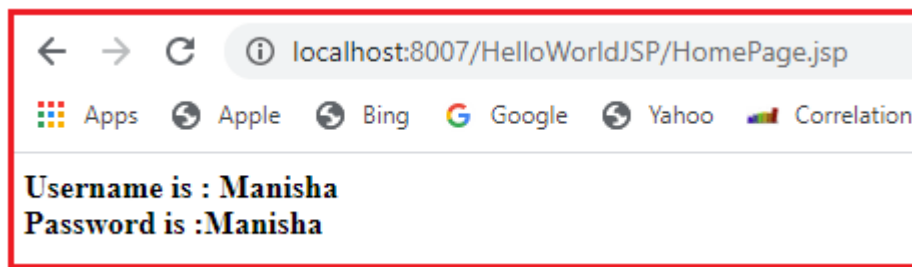 localhost:8007/HelloWorldJSP/HomePage.jsp
Apps Apple Bing G Google Yahoo Correlation
Username is : Manisha
Password is :Manisha